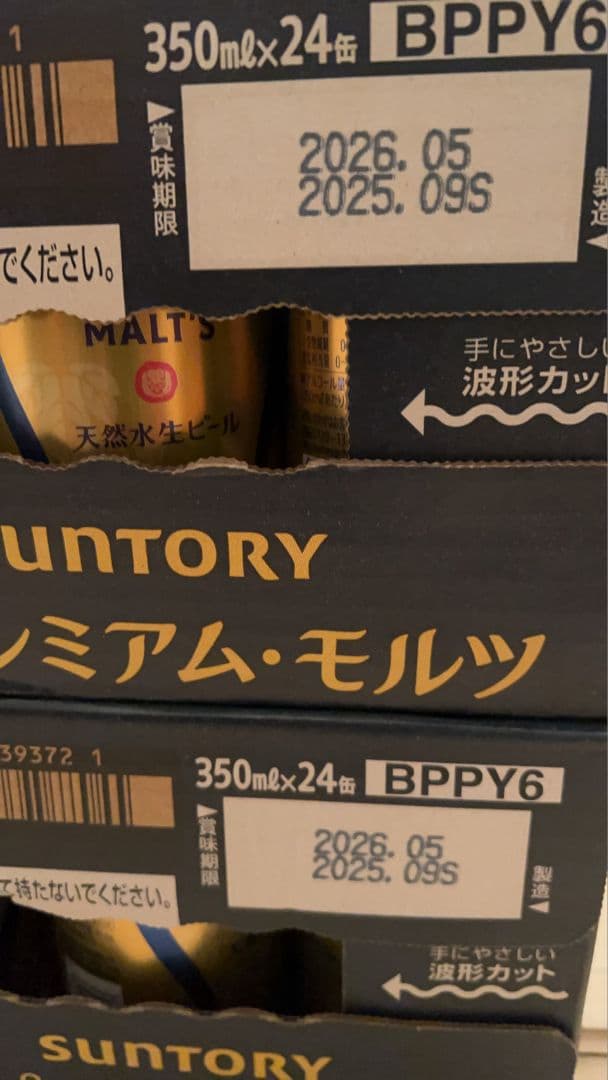 1
350ml×24缶
BPPY6
▲賞味期限
2026.05
2025.09S
製造▼
でください。
MALT'S
天然水生ビール
手にやさしい
波形カット
SUNTORY
プレミアム・モルツ
39372 1
350ml×24缶
BPPY6
▲賞味期限
2026.05
2025.09S
製造▼
て持たないでください。
手にやさしい
波形カット
SUNTORY